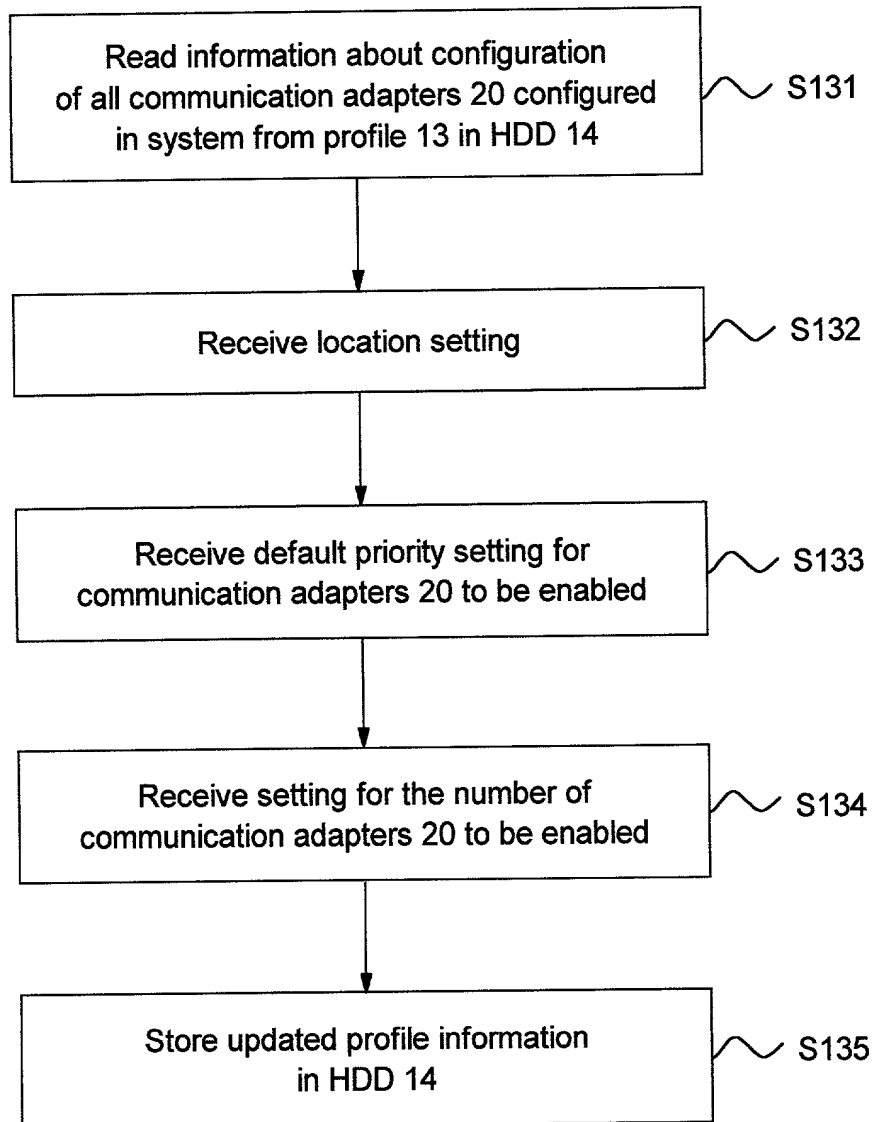 Read information about configuration
of all communication adapters 20 configured
in system from profile 13 in HDD 14
S131
Receive location setting
S132
Receive default priority setting for
communication adapters 20 to be enabled
S133
Receive setting for the number of
communication adapters 20 to be enabled
S134
Store updated profile information
in HDD 14
S135